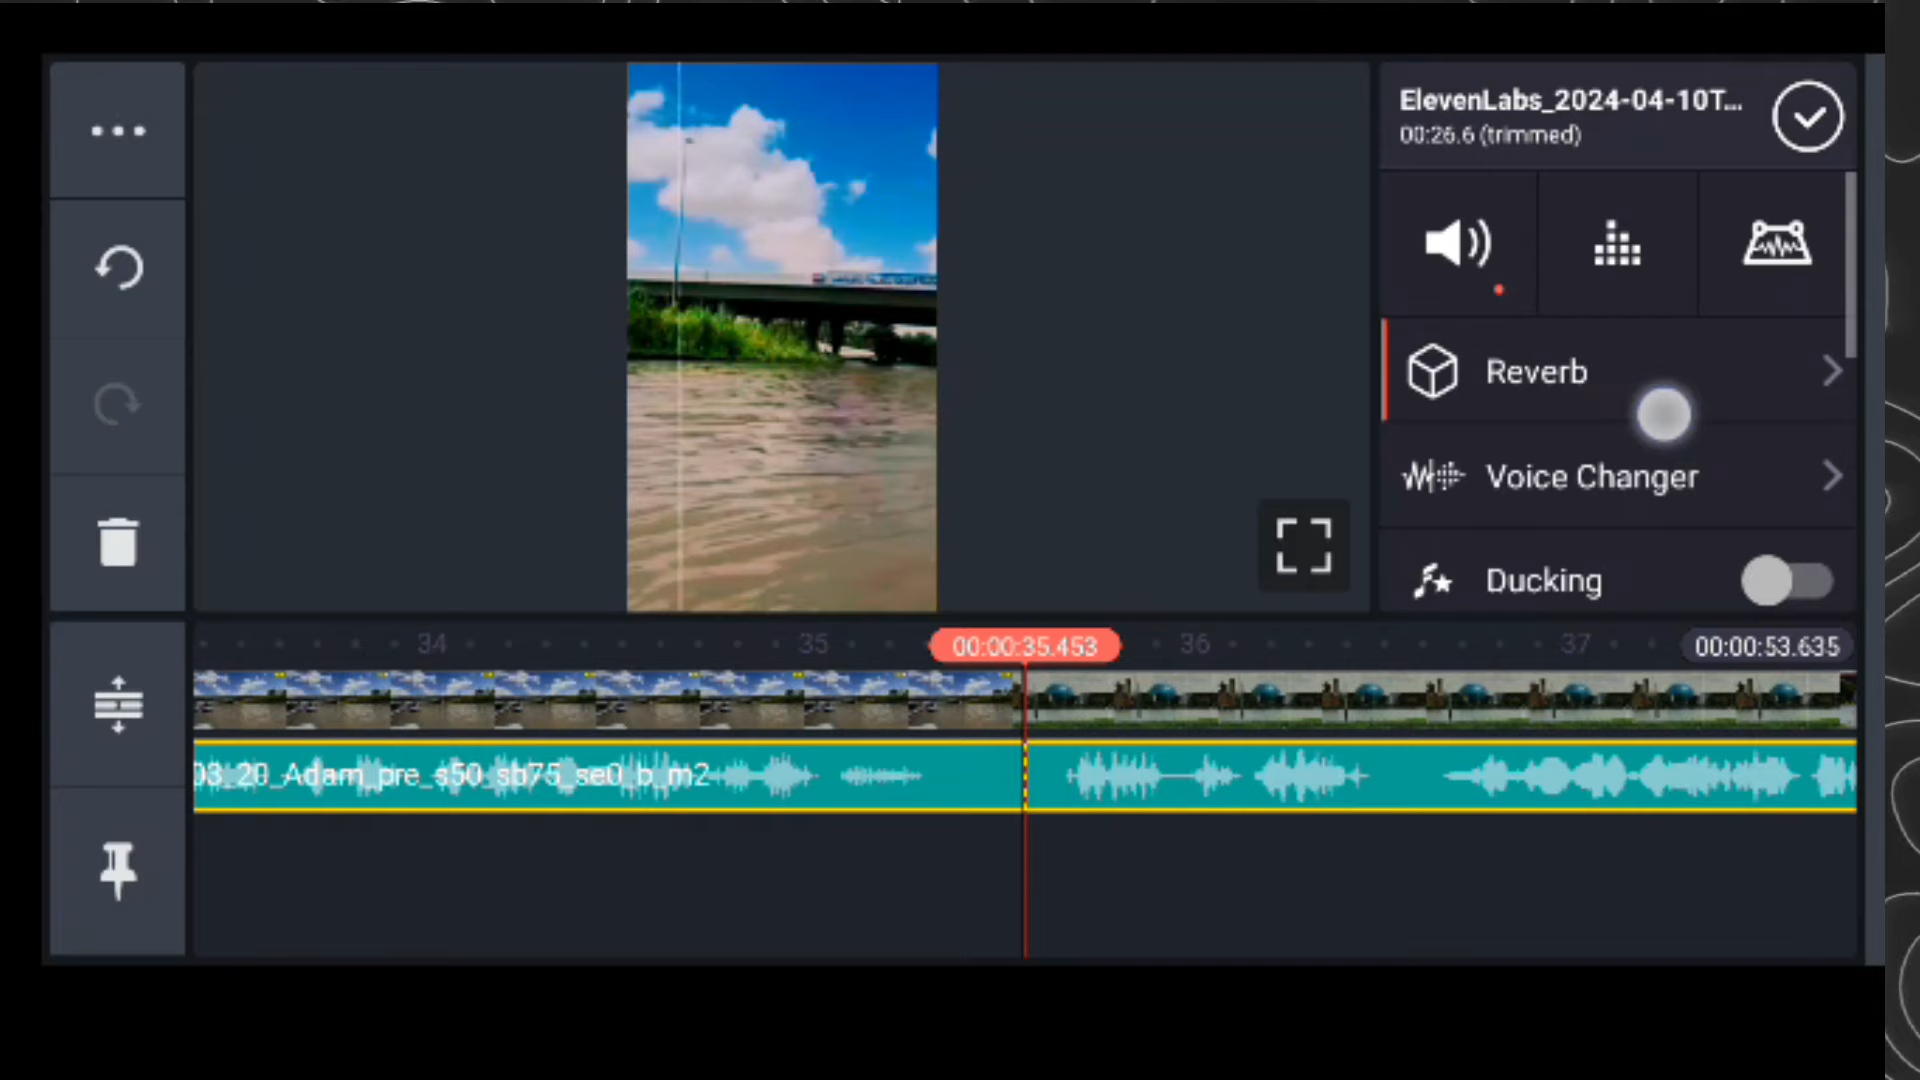 ElevenLabs_2024-04-10T...
00:26.6 (trimmed)
Reverb
Voice Changer
Ducking
34
35
00:00:35.453
36
37
00:00:53.635
03_20_Adam_pre_s50_sb75_se0_b_m2